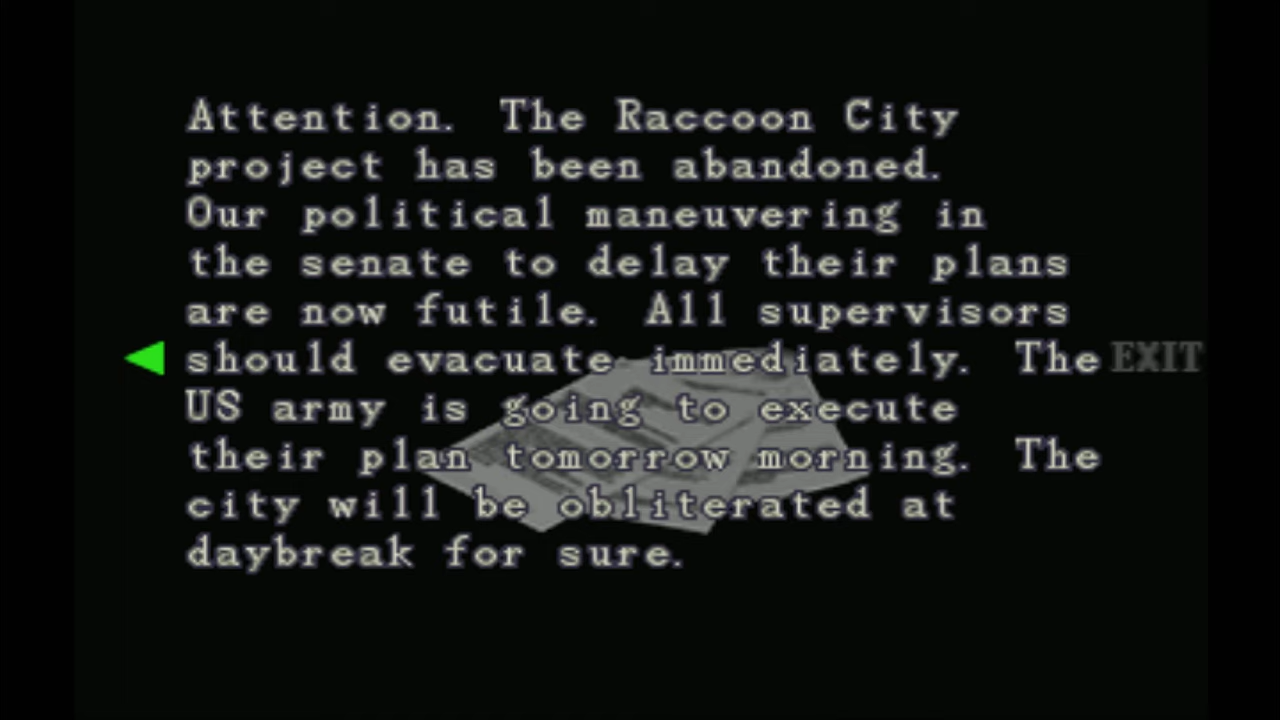 Attention. The Raccoon City
project has been abandoned.
Our political maneuvering in
the senate to delay their plans
are now futile. All supervisors
should evacuate immediately. The
EXIT
US army is going to execute
their plan tomorrow morning. The
city will be obliterated at
daybreak for sure.